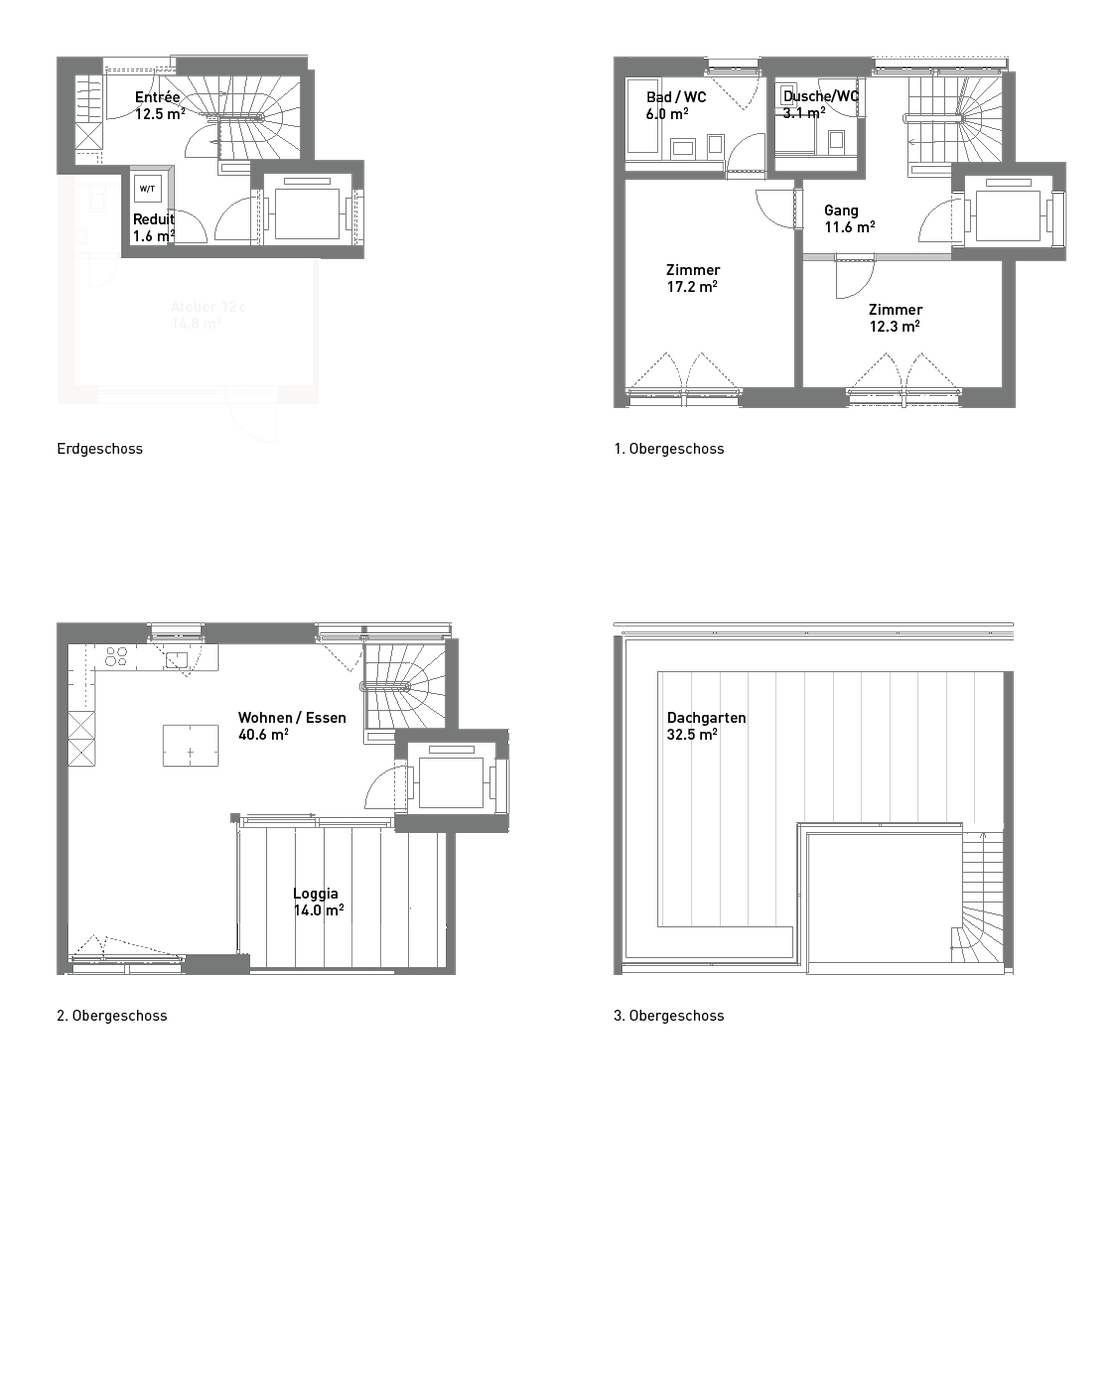 Entrée
12.5 m²
W/T
Reduit
1.6 m²
Atelier 12c
14.8 m²
Erdgeschoss
Bad / WC
6.0 m²
Dusche/WC
3.1 m²
Gang
11.6 m²
Zimmer
17.2 m²
Zimmer
12.3 m²
1. Obergeschoss
Wohnen / Essen
40.6 m²
Loggia
14.0 m²
2. Obergeschoss
Dachgarten
32.5 m²
3. Obergeschoss